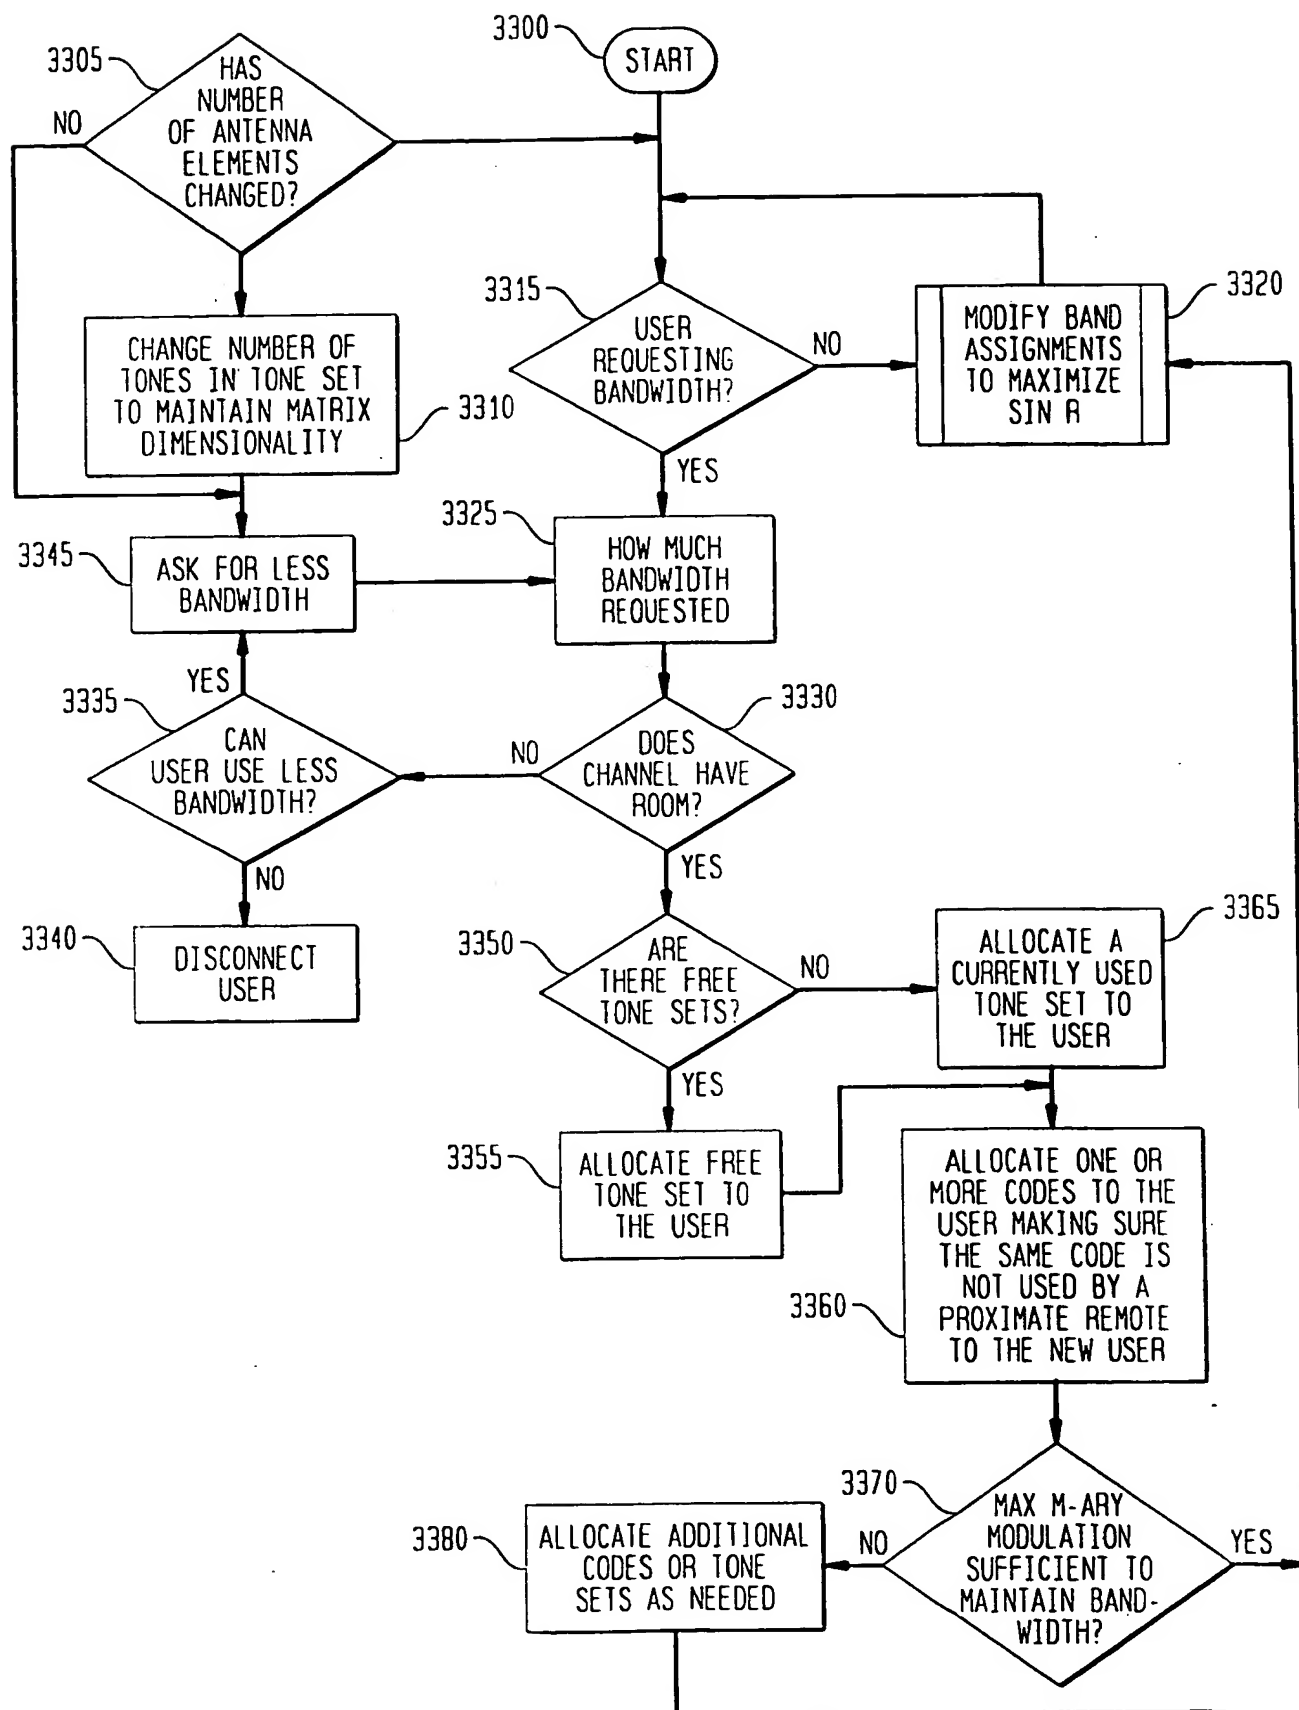 3300
START
3305
HAS
NUMBER
OF ANTENNA
ELEMENTS
CHANGED?
NO
3315
USER
REQUESTING
BANDWIDTH?
NO
YES
3320
MODIFY BAND
ASSIGNMENTS
TO MAXIMIZE
SIN R
CHANGE NUMBER OF
TONES IN TONE SET
TO MAINTAIN MATRIX
DIMENSIONALITY
3310
3325
HOW MUCH
BANDWIDTH
REQUESTED
3345
ASK FOR LESS
BANDWIDTH
YES
3335
CAN
USER USE LESS
BANDWIDTH?
NO
NO
3330
DOES
CHANNEL HAVE
ROOM?
YES
3340
DISCONNECT
USER
3350
ARE
THERE FREE
TONE SETS?
NO
YES
3365
ALLOCATE A
CURRENTLY USED
TONE SET TO
THE USER
3355
ALLOCATE FREE
TONE SET TO
THE USER
3360
ALLOCATE ONE OR
MORE CODES TO THE
USER MAKING SURE
THE SAME CODE IS
NOT USED BY A
PROXIMATE REMOTE
TO THE NEW USER
3370
MAX M-ARY
MODULATION
SUFFICIENT TO
MAINTAIN BAND-
WIDTH?
NO
YES
3380
ALLOCATE ADDITIONAL
CODES OR TONE
SETS AS NEEDED